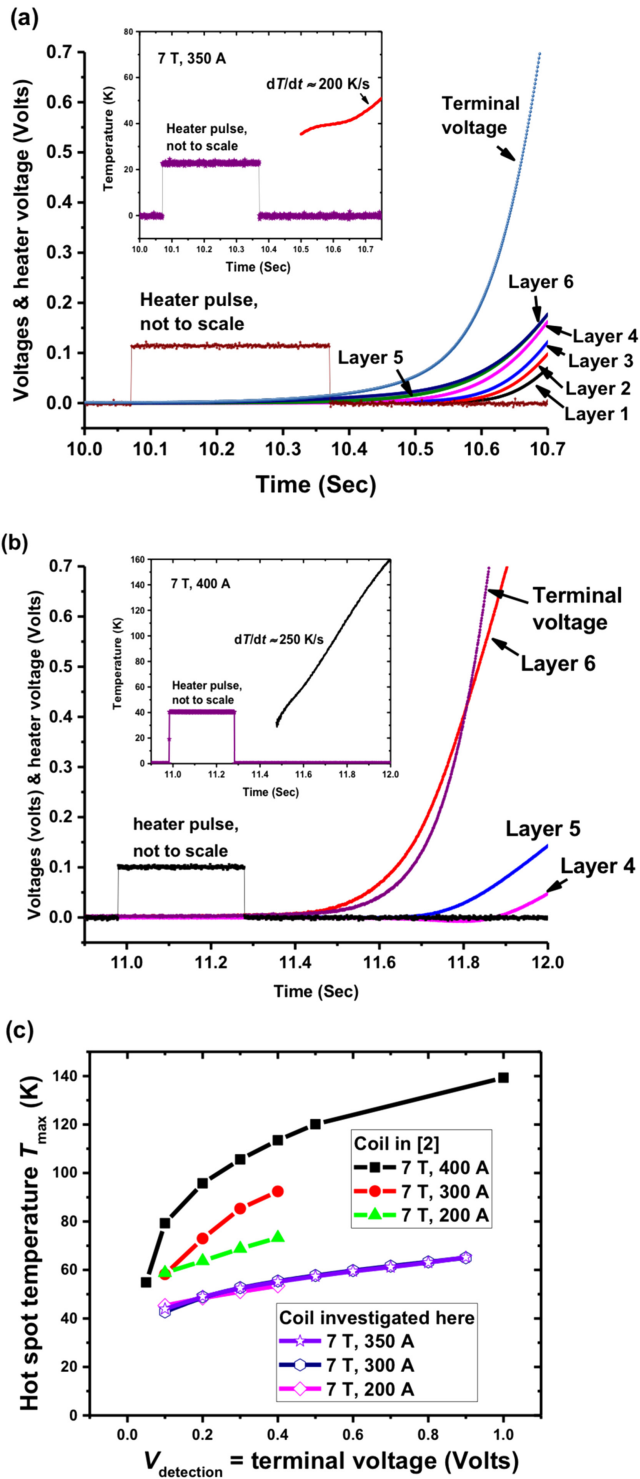 (a)
Voltages & heater voltage (Volts)
0.7
0.6
0.5
0.4
0.3
0.2
0.1
0.0
10.0 10.1 10.2 10.3 10.4 10.5 10.6 10.7
Time (Sec)
Temperature (K)
80
60
40
20
0
7 T, 350 A
dT/dt ≈ 200 K/s
Heater pulse,
not to scale
10.0 10.1 10.2 10.3 10.4 10.5 10.6 10.7
Time (Sec)
Terminal
voltage
Heater pulse,
not to scale
Layer 5
Layer 6
Layer 4
Layer 3
Layer 2
Layer 1
(b)
Voltages (volts) & heater voltage (Volts)
0.7
0.6
0.5
0.4
0.3
0.2
0.1
0.0
11.0 11.2 11.4 11.6 11.8 12.0
Time (Sec)
Temperature (K)
160
140
120
100
80
60
40
20
0
7 T, 400 A
dT/dt ≈250 K/s
Heater pulse,
not to scale
11.0 11.2 11.4 11.6 11.8 12.0
Time (Sec)
Terminal
voltage
Layer 6
heater pulse,
not to scale
Layer 5
Layer 4
(c)
Hot spot temperature Tmax (K)
140
120
100
80
60
40
20
0
Coil in [2]
7 T, 400 A
7 T, 300 A
7 T, 200 A
Coil investigated here
7 T, 350 A
7 T, 300 A
7 T, 200 A
0.0 0.2 0.4 0.6 0.8 1.0
Vdetection = terminal voltage (Volts)